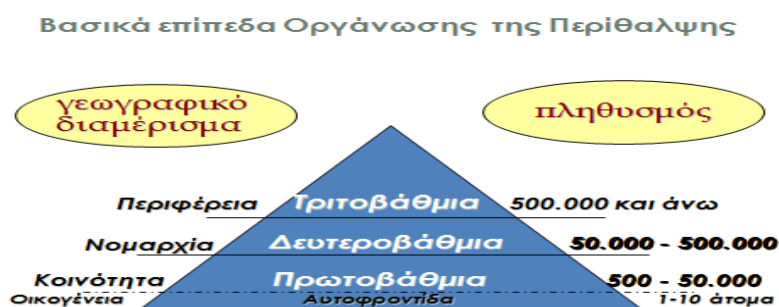 Βασικά επίπεδα Οργάνωσης της Περίθαλψης
γεωγραφικό
διαμέρισμα
πληθυσμός
Περιφέρεια Τριτοβάθμια 500.000 και άνω
Νομαρχία Δευτεροβάθμια 50.000 - 500.000
Κοινότητα Πρωτοβάθμια 500 - 50.000
Οικογένεια Αυτοφροντίδα 1-10 άτομα